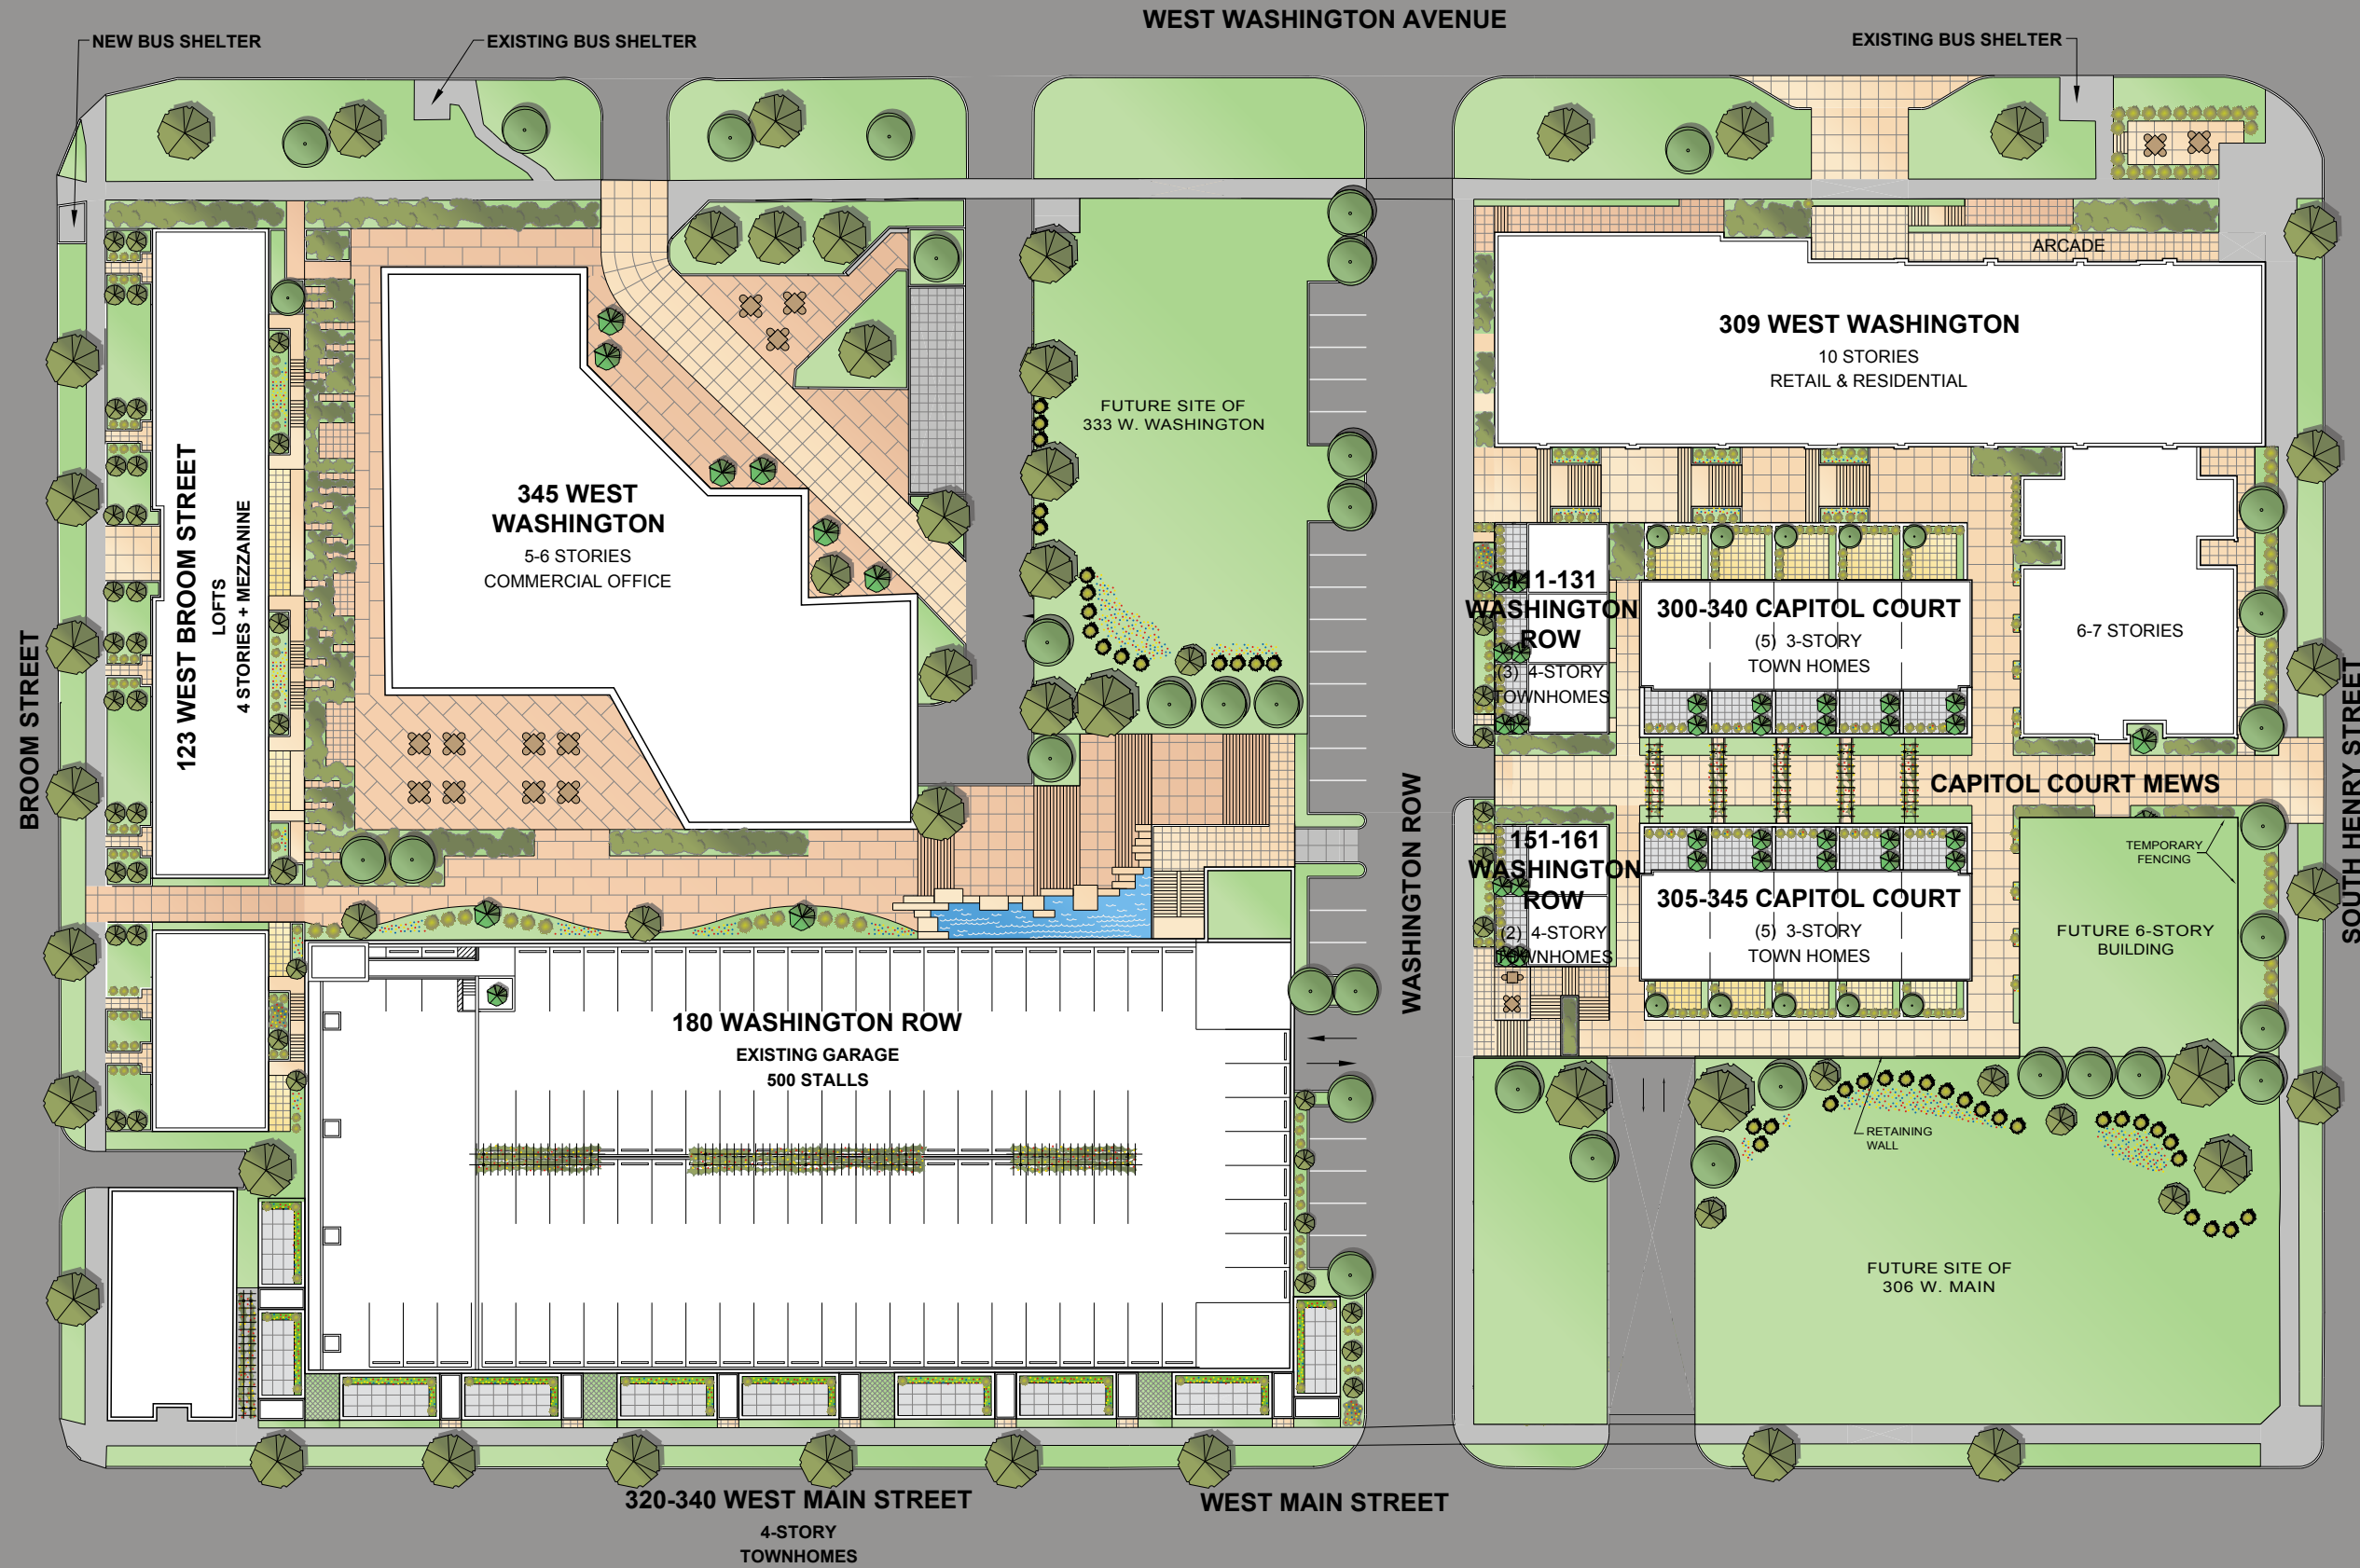 WEST WASHINGTON AVENUE
NEW BUS SHELTER
EXISTING BUS SHELTER
EXISTING BUS SHELTER
ARCADE
309 WEST WASHINGTON
10 STORIES
RETAIL & RESIDENTIAL
FUTURE SITE OF
333 W. WASHINGTON
345 WEST
WASHINGTON
5-6 STORIES
COMMERCIAL OFFICE
123 WEST BROOM STREET
LOFTS
4 STORIES + MEZZANINE
BROOM STREET
111-131
WASHINGTON
ROW
(3) 4-STORY
TOWNHOMES
300-340 CAPITOL COURT
(5) 3-STORY
TOWN HOMES
6-7 STORIES
SOUTH HENRY STREET
CAPITOL COURT MEWS
WASHINGTON ROW
151-161
WASHINGTON
ROW
(2) 4-STORY
TOWNHOMES
305-345 CAPITOL COURT
(5) 3-STORY
TOWN HOMES
TEMPORARY
FENCING
FUTURE 6-STORY
BUILDING
180 WASHINGTON ROW
EXISTING GARAGE
500 STALLS
RETAINING
WALL
FUTURE SITE OF
306 W. MAIN
320-340 WEST MAIN STREET
4-STORY
TOWNHOMES
WEST MAIN STREET